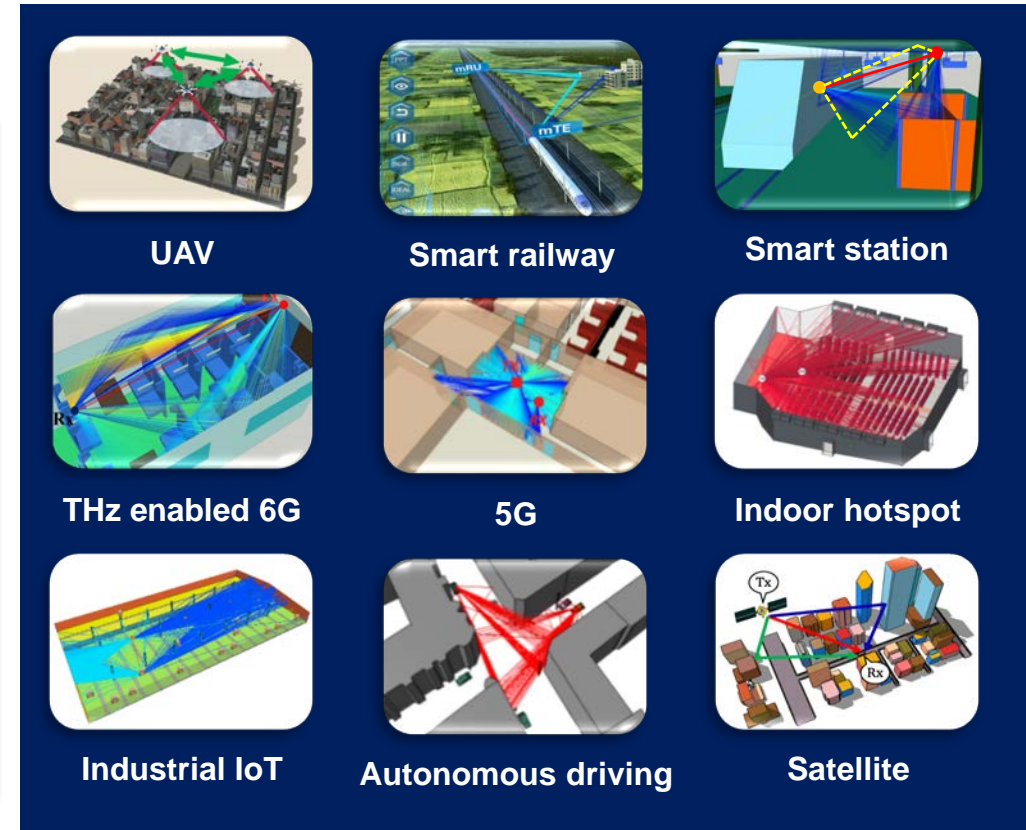 mRU
mTE
PPT
UAV
Smart railway
Smart station
Rx
THz enabled 6G
5G
Indoor hotspot
Tx
Rx
Industrial IoT
Autonomous driving
Satellite